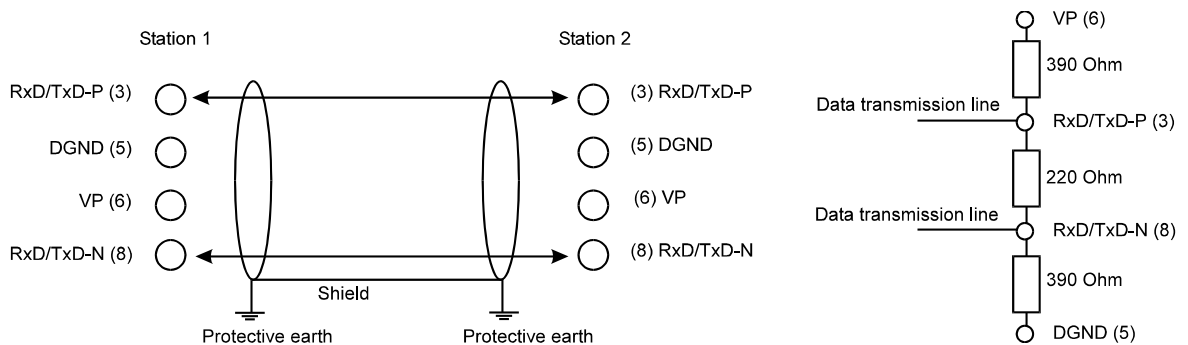 Station 1
Station 2
RxD/TxD-P (3)
(3) RxD/TxD-P
DGND (5)
(5) DGND
VP (6)
(6) VP
RxD/TxD-N (8)
(8) RxD/TxD-N
Shield
Protective earth
Protective earth
VP (6)
390 Ohm
Data transmission line
RxD/TxD-P (3)
220 Ohm
Data transmission line
RxD/TxD-N (8)
390 Ohm
DGND (5)